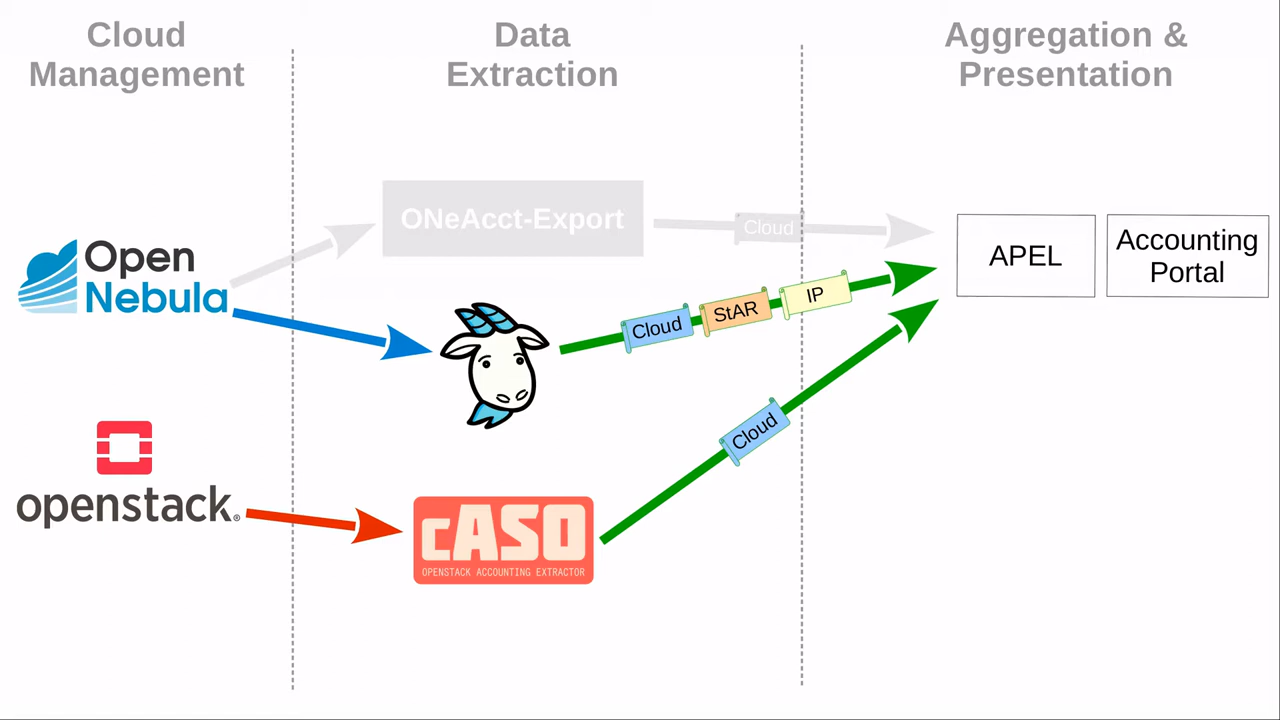 Cloud
Management
Data
Extraction
Aggregation &
Presentation
ONeAcct-Export
Cloud
APEL
Accounting
Portal
Open
Nebula
Cloud
StAR
IP
openstack®
Cloud
cASO
OPENSTACK ACCOUNTING EXTRACTOR